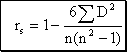 r_s = 1 − 6∑D² / n(n² − 1)